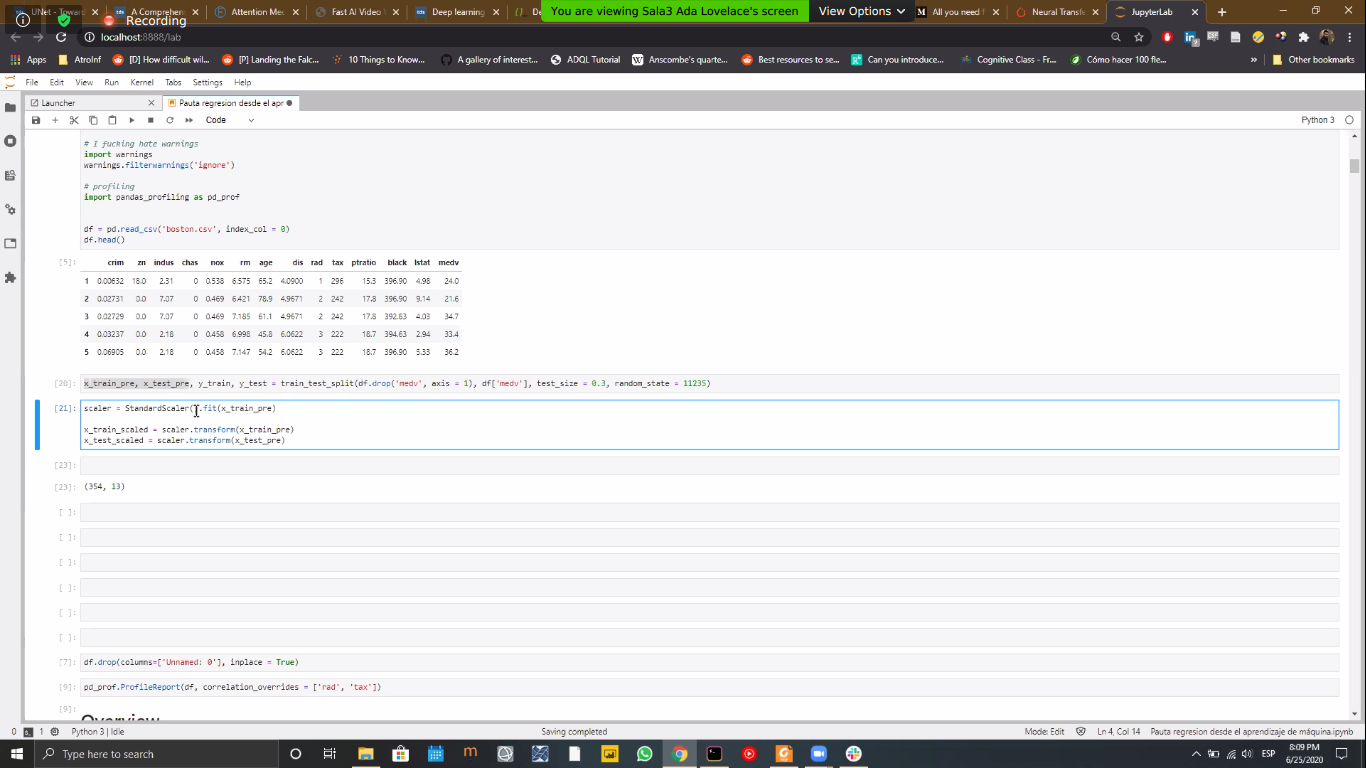 UNet - Towar
A Comprehen
Attention Mec
Fast AI Video
Deep learning
De
You are viewing Sala3 Ada Lovelace's screen
View Options
All you need t
Neural Transfe
JupyterLab
Recording
localhost:8888/lab
Apps
AtroInf
[D] How difficult wil...
[P] Landing the Falc...
10 Things to Know...
A gallery of interest...
ADQL Tutorial
Anscombe's quarte...
Best resources to se...
Can you introduce...
Cognitive Class - Fr...
Cómo hacer 100 fle...
Other bookmarks
File Edit View Run Kernel Tabs Settings Help
Launcher
Pauta regresion desde el apr
Code
Python 3
# I fucking hate warnings
import warnings
warnings.filterwarnings('ignore')
# profiling
import pandas_profiling as pd_prof
df = pd.read_csv('boston.csv', index_col = 0)
df.head()
[5]:
crim zn indus chas nox rm age dis rad tax ptratio black lstat medv
1 0.00632 18.0 2.31 0 0.538 6.575 65.2 4.0900 1 296 15.3 396.90 4.98 24.0
2 0.02731 0.0 7.07 0 0.469 6.421 78.9 4.9671 2 242 17.8 396.90 9.14 21.6
3 0.02729 0.0 7.07 0 0.469 7.185 61.1 4.9671 2 242 17.8 392.83 4.03 34.7
4 0.03237 0.0 2.18 0 0.458 6.998 45.8 6.0622 3 222 18.7 394.63 2.94 33.4
5 0.06905 0.0 2.18 0 0.458 7.147 54.2 6.0622 3 222 18.7 396.90 5.33 36.2
[20]: x_train_pre, x_test_pre, y_train, y_test = train_test_split(df.drop('medv', axis = 1), df['medv'], test_size = 0.3, random_state = 11235)
[21]: scaler = StandardScaler().fit(x_train_pre)
x_train_scaled = scaler.transform(x_train_pre)
x_test_scaled = scaler.transform(x_test_pre)
[23]:
[23]: (354, 13)
[ ]:
[ ]:
[ ]:
[ ]:
[ ]:
[ ]:
[7]: df.drop(columns=['Unnamed: 0'], inplace = True)
[9]: pd_prof.ProfileReport(df, correlation_overrides = ['rad', 'tax'])
[9]:
Overview
0 1 Python 3 | Idle
Saving completed
Mode: Edit
Ln 4, Col 14
Pauta regresion desde el aprendizaje de máquina.ipynb
Type here to search
ESP
8:09 PM
6/25/2020